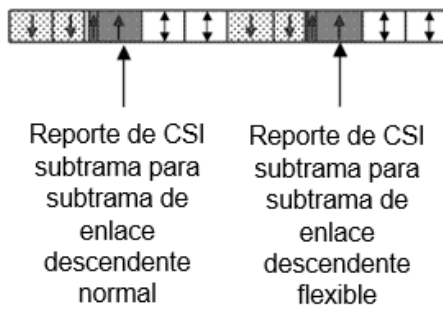 Reporte de CSI
subtrama para
subtrama de
enlace
descendente
normal
Reporte de CSI
subtrama para
subtrama de
enlace
descendente
flexible